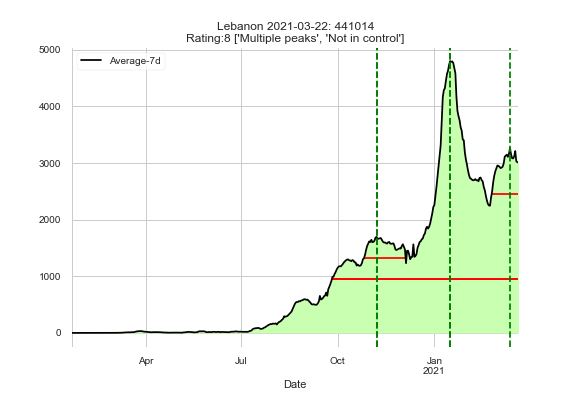 Lebanon 2021-03-22: 441014
Rating:8 ['Multiple peaks', 'Not in control']
Average-7d
5000
4000
3000
2000
1000
0
Apr
Jul
Oct
Jan
2021
Date